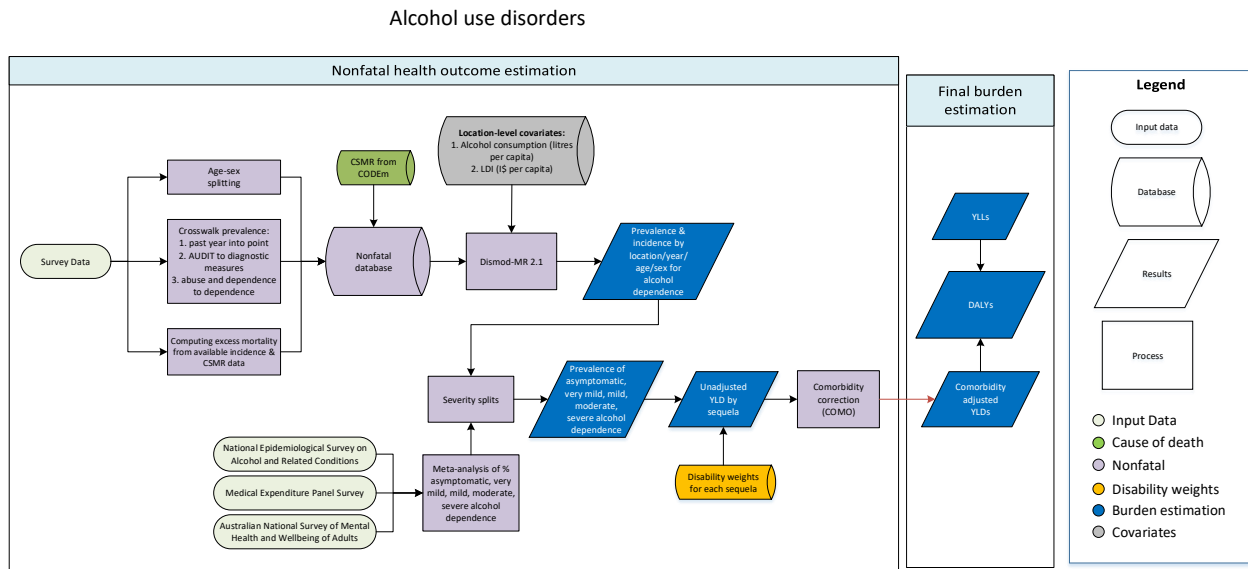 Alcohol use disorders
Nonfatal health outcome estimation
Age-sex
splitting
Survey Data
Crosswalk prevalence:
1. past year into point
2. AUDIT to diagnostic
measures
3. abuse and dependence
to dependence
Computing excess mortality
from available incidence &
CSMR data
CSMR from
CODEm
Nonfatal
database
Location-level covariates:
1. Alcohol consumption (litres
per capita)
2. LDI (I$ per capita)
Dismod-MR 2.1
Prevalence &
incidence by
location/year/
age/sex for
alcohol
dependence
Severity splits
National Epidemiological Survey on
Alcohol and Related Conditions
Medical Expenditure Panel Survey
Australian National Survey of Mental
Health and Wellbeing of Adults
Meta-analysis of %
asymptomatic, very
mild, mild, moderate,
severe alcohol
dependence
Prevalence of
asymptomatic,
very mild, mild,
moderate,
severe alcohol
dependence
Unadjusted
YLD by
sequela
Disability weights
for each sequela
Comorbidity
correction
(COMO)
Final burden
estimation
YLLs
DALYs
Comorbidity
adjusted
YLDs
Legend
Input data
Database
Results
Process
Input Data
Cause of death
Nonfatal
Disability weights
Burden estimation
Covariates